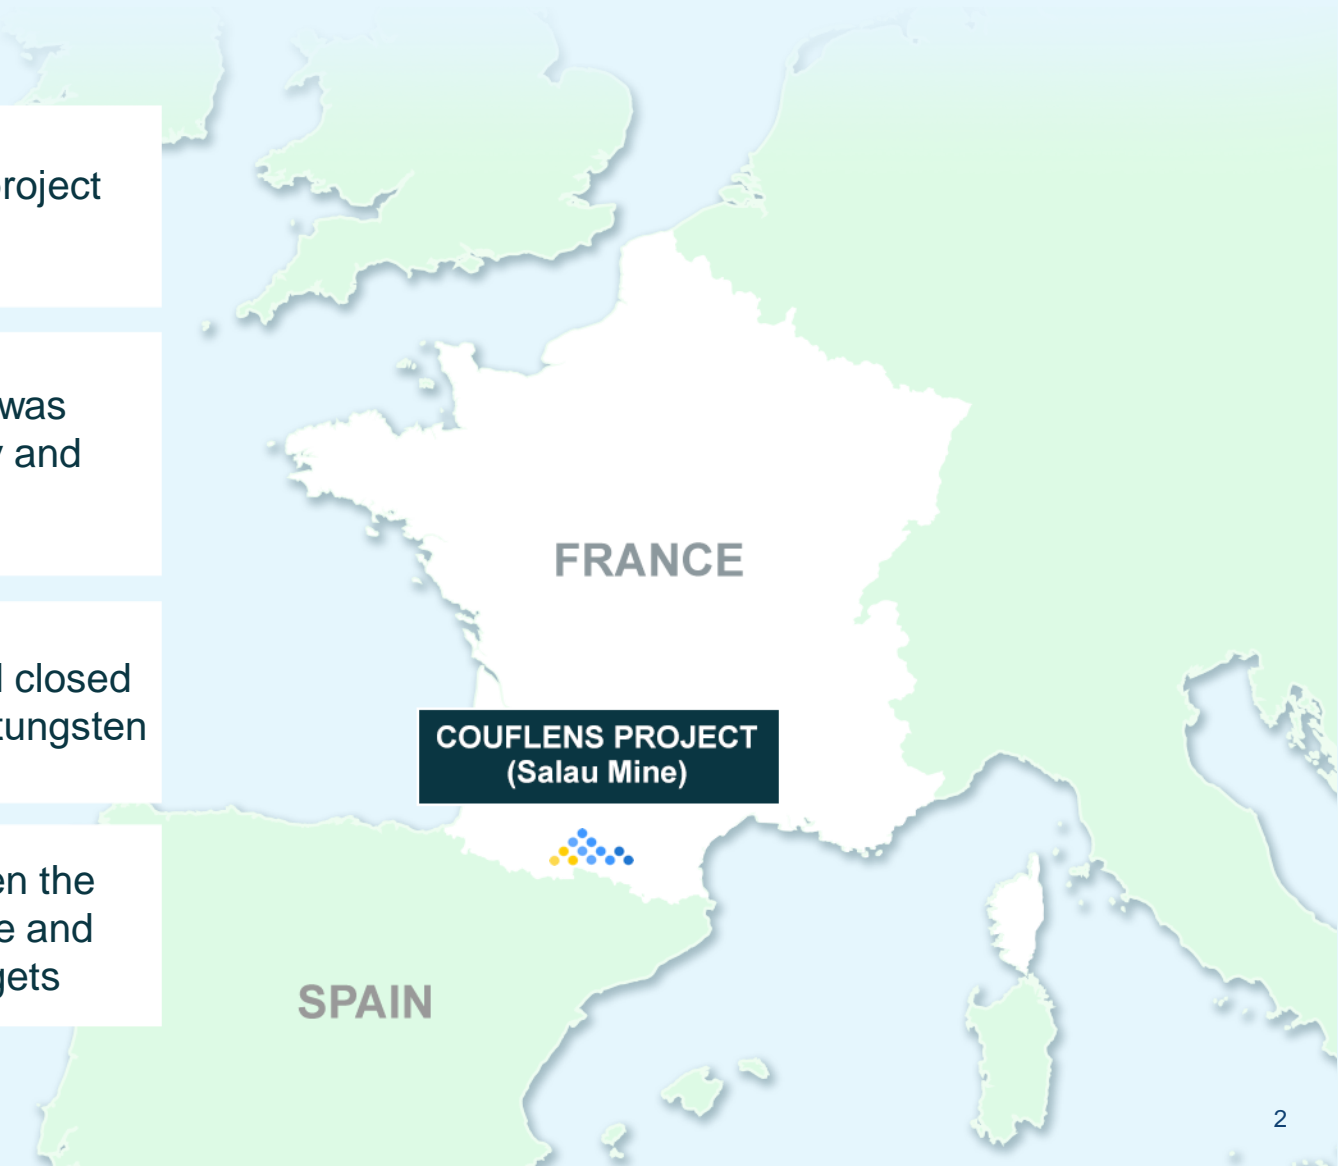 roject
was
and
closed
tungsten
en the
e and
gets
FRANCE
COUFLENS PROJECT
(Salau Mine)
SPAIN
2